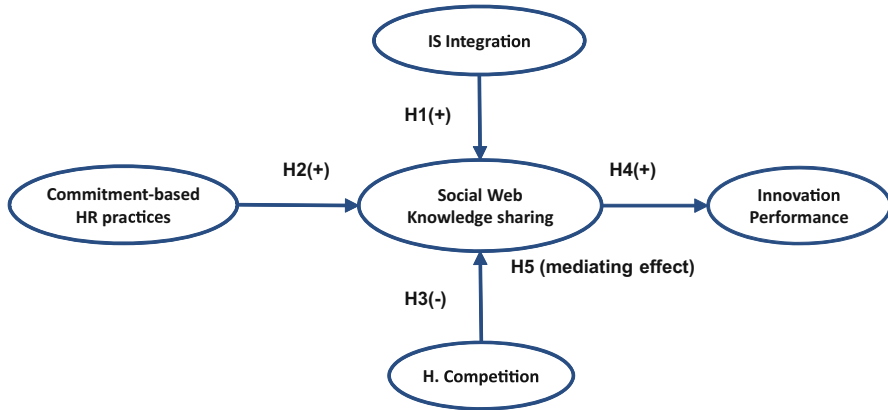 IS Integration
H1(+)
H2(+)
H4(+)
Commitment-based
HR practices
Social Web
Knowledge sharing
Innovation
Performance
H5 (mediating effect)
H3(-)
H. Competition